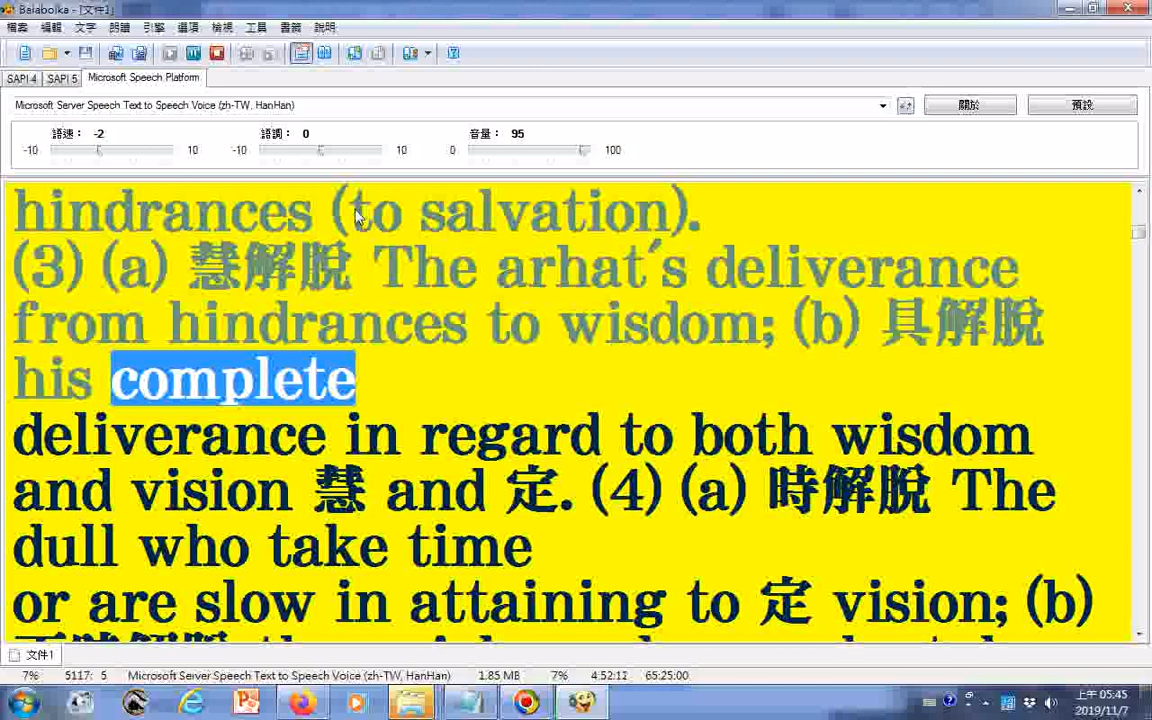 Balabolka - [文件1]
檔案 編輯 文字 朗讀 引擎 選項 檢視 工具 書籤 說明
SAPI 4 SAPI 5 Microsoft Speech Platform
Microsoft Server Speech Text to Speech Voice (zh-TW, HanHan) 關於 預設
語速： -2 語調： 0 音量： 95
-10 10 -10 10 0 100
hindrances (to salvation).
(3) (a) 慧解脫 The arhat's deliverance
from hindrances to wisdom; (b) 具解脫
his complete
deliverance in regard to both wisdom
and vision 慧 and 定. (4) (a) 時解脫 The
dull who take time
or are slow in attaining to 定 vision; (b)
文件1
7% 5117: 5 Microsoft Server Speech Text to Speech Voice (zh-TW, HanHan) 1.85 MB 7% 4:52:12 65:25:00
上午 05:45
2019/11/7